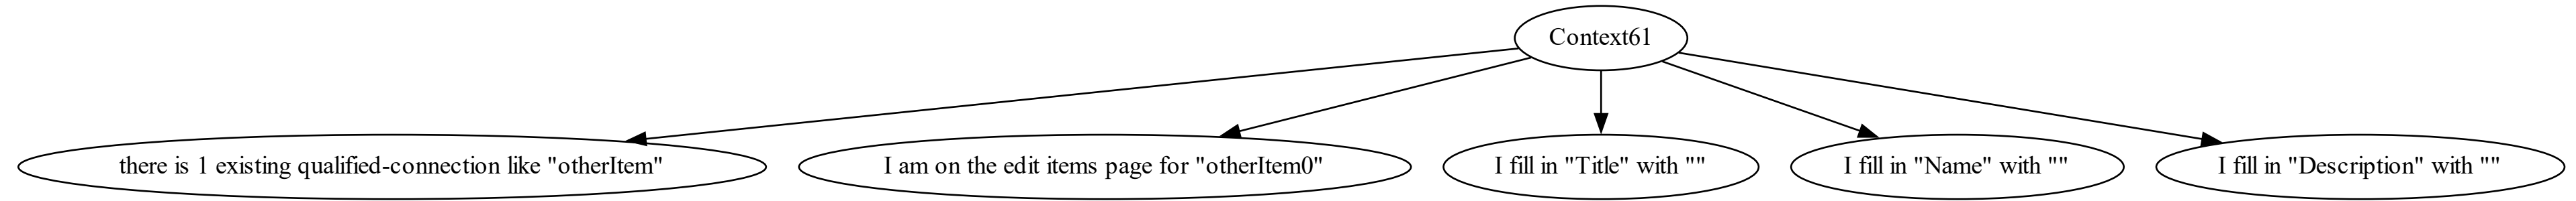 Context61
there is 1 existing qualified-connection like "otherItem"
I am on the edit items page for "otherItem0"
I fill in "Title" with ""
I fill in "Name" with ""
I fill in "Description" with ""